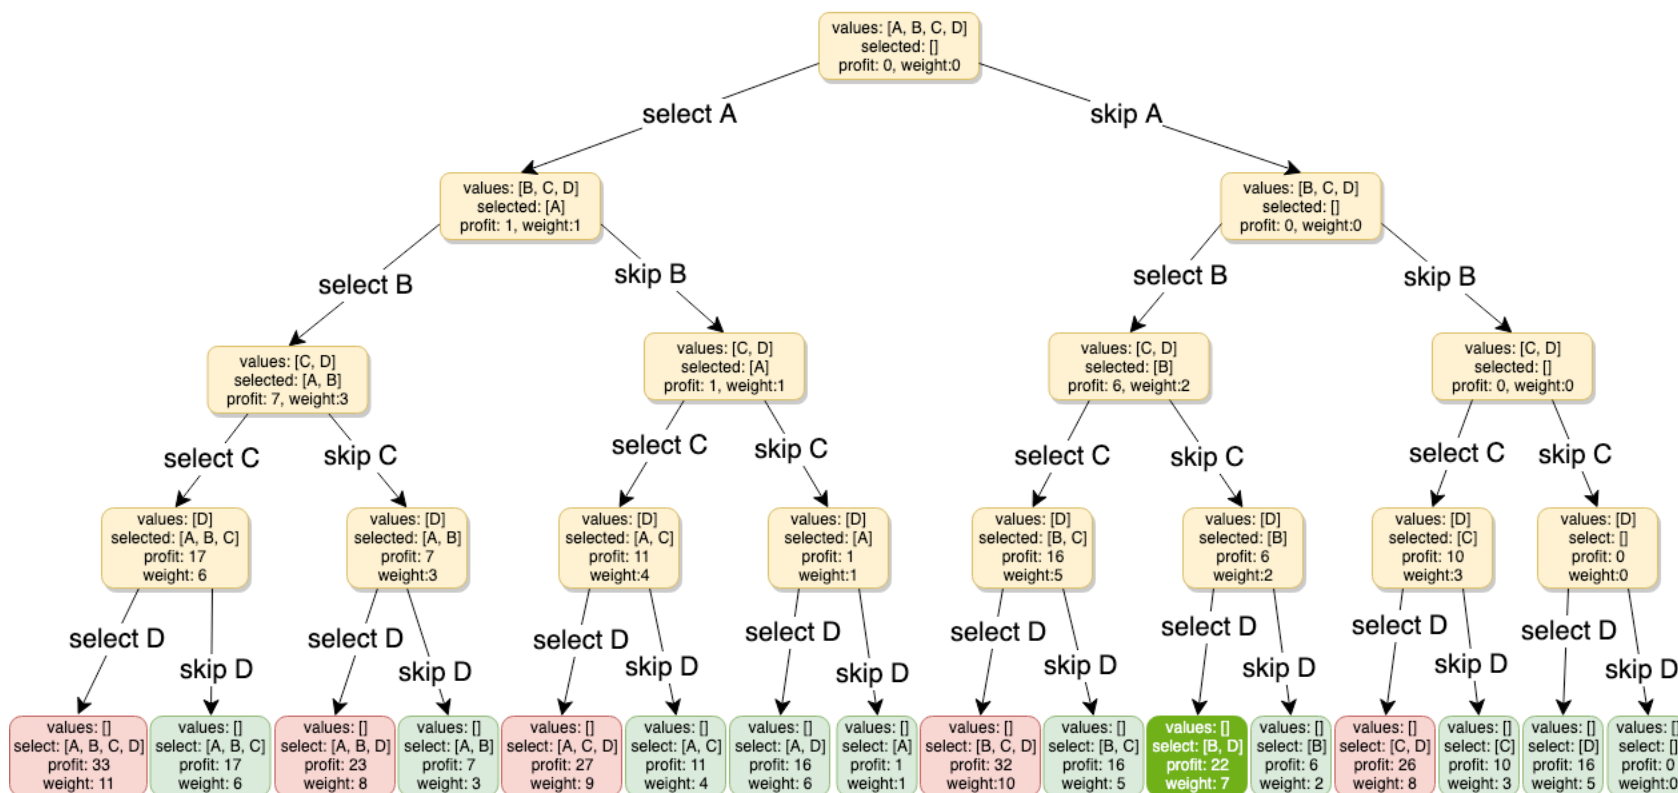 values: [A, B, C, D]
selected: []
profit: 0, weight:0
select A
skip A
values: [B, C, D]
selected: [A]
profit: 1, weight:1
values: [B, C, D]
selected: []
profit: 0, weight:0
select B
skip B
select B
skip B
values: [C, D]
selected: [A, B]
profit: 7, weight:3
values: [C, D]
selected: [A]
profit: 1, weight:1
values: [C, D]
selected: [B]
profit: 6, weight:2
values: [C, D]
selected: []
profit: 0, weight:0
select C
skip C
select C
skip C
select C
skip C
select C
skip C
values: [D]
selected: [A, B, C]
profit: 17
weight: 6
values: [D]
selected: [A, B]
profit: 7
weight:3
values: [D]
selected: [A, C]
profit: 11
weight:4
values: [D]
selected: [A]
profit: 1
weight:1
values: [D]
selected: [B, C]
profit: 16
weight:5
values: [D]
selected: [B]
profit: 6
weight:2
values: [D]
selected: [C]
profit: 10
weight:3
values: [D]
select: []
profit: 0
weight:0
select D
skip D
select D
skip D
select D
skip D
select D
skip D
select D
skip D
select D
skip D
select D
skip D
select D
skip D
values: []
select: [A, B, C, D]
profit: 33
weight: 11
values: []
select: [A, B, C]
profit: 17
weight: 6
values: []
select: [A, B, D]
profit: 23
weight: 8
values: []
select: [A, B]
profit: 7
weight: 3
values: []
select: [A, C, D]
profit: 27
weight: 9
values: []
select: [A, C]
profit: 11
weight: 4
values: []
select: [A, D]
profit: 16
weight: 6
values: []
select: [A]
profit: 1
weight:1
values: []
select: [B, C, D]
profit: 32
weight:10
values: []
select: [B, C]
profit: 16
weight: 5
values: []
select: [B, D]
profit: 22
weight: 7
values: []
select: [B]
profit: 6
weight: 2
values: []
select: [C, D]
profit: 26
weight: 8
values: []
select: [C]
profit: 10
weight: 3
values: []
select: [D]
profit: 16
weight: 5
values: []
select: []
profit: 0
weight:0